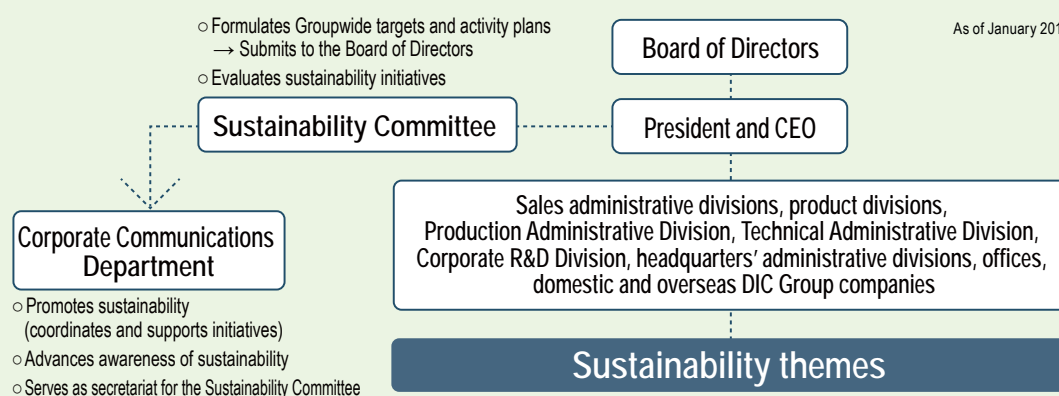 ○ Formulates Groupwide targets and activity plans
→ Submits to the Board of Directors
○ Evaluates sustainability initiatives
Board of Directors
As of January 201
Sustainability Committee
President and CEO
Corporate Communications
Department
Sales administrative divisions, product divisions,
Production Administrative Division, Technical Administrative Division,
Corporate R&D Division, headquarters’ administrative divisions, offices,
domestic and overseas DIC Group companies
○ Promotes sustainability
(coordinates and supports initiatives)
○ Advances awareness of sustainability
○ Serves as secretariat for the Sustainability Committee
Sustainability themes